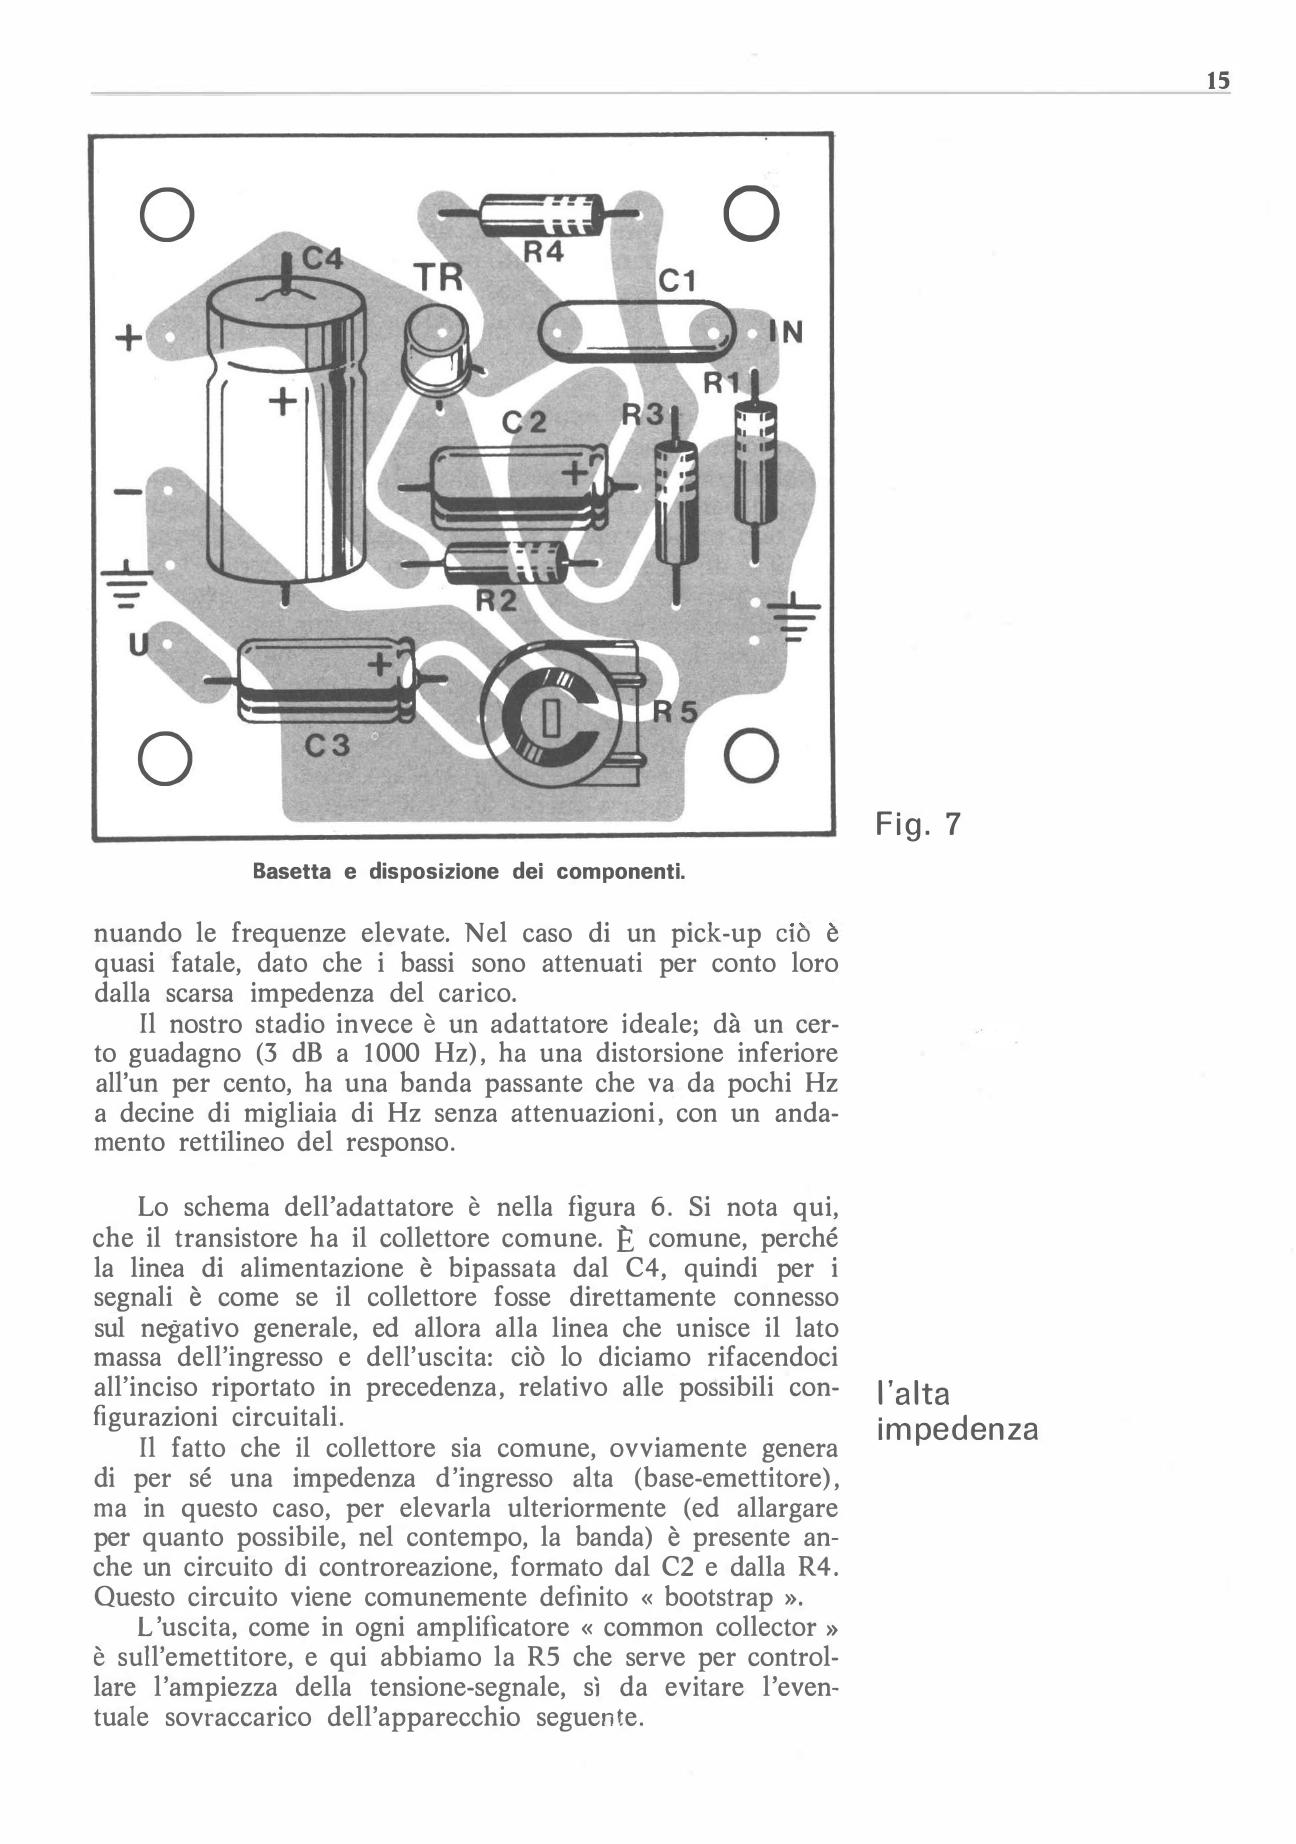 15
C4
R4
TR
C1
+
IN
R1
+
C2
R3
+
−
R2
U
+
R5
C3
Fig. 7
Basetta e disposizione dei componenti.
nuando le frequenze elevate. Nel caso di un pick-up ciò è
quasi fatale, dato che i bassi sono attenuati per conto loro
dalla scarsa impedenza del carico.
Il nostro stadio invece è un adattatore ideale; dà un cer-
to guadagno (3 dB a 1000 Hz), ha una distorsione inferiore
all'un per cento, ha una banda passante che va da pochi Hz
a decine di migliaia di Hz senza attenuazioni, con un anda-
mento rettilineo del responso.
Lo schema dell'adattatore è nella figura 6. Si nota qui,
che il transistore ha il collettore comune. È comune, perché
la linea di alimentazione è bipassata dal C4, quindi per i
segnali è come se il collettore fosse direttamente connesso
sul negativo generale, ed allora alla linea che unisce il lato
massa dell'ingresso e dell'uscita: ciò lo diciamo rifacendoci
all'inciso riportato in precedenza, relativo alle possibili con-
figurazioni circuitali.
l'alta
impedenza
Il fatto che il collettore sia comune, ovviamente genera
di per sé una impedenza d'ingresso alta (base-emettitore),
ma in questo caso, per elevarla ulteriormente (ed allargare
per quanto possibile, nel contempo, la banda) è presente an-
che un circuito di controreazione, formato dal C2 e dalla R4.
Questo circuito viene comunemente definito « bootstrap ».
L'uscita, come in ogni amplificatore « common collector »
è sull'emettitore, e qui abbiamo la R5 che serve per control-
lare l'ampiezza della tensione-segnale, sì da evitare l'even-
tuale sovraccarico dell'apparecchio seguente.